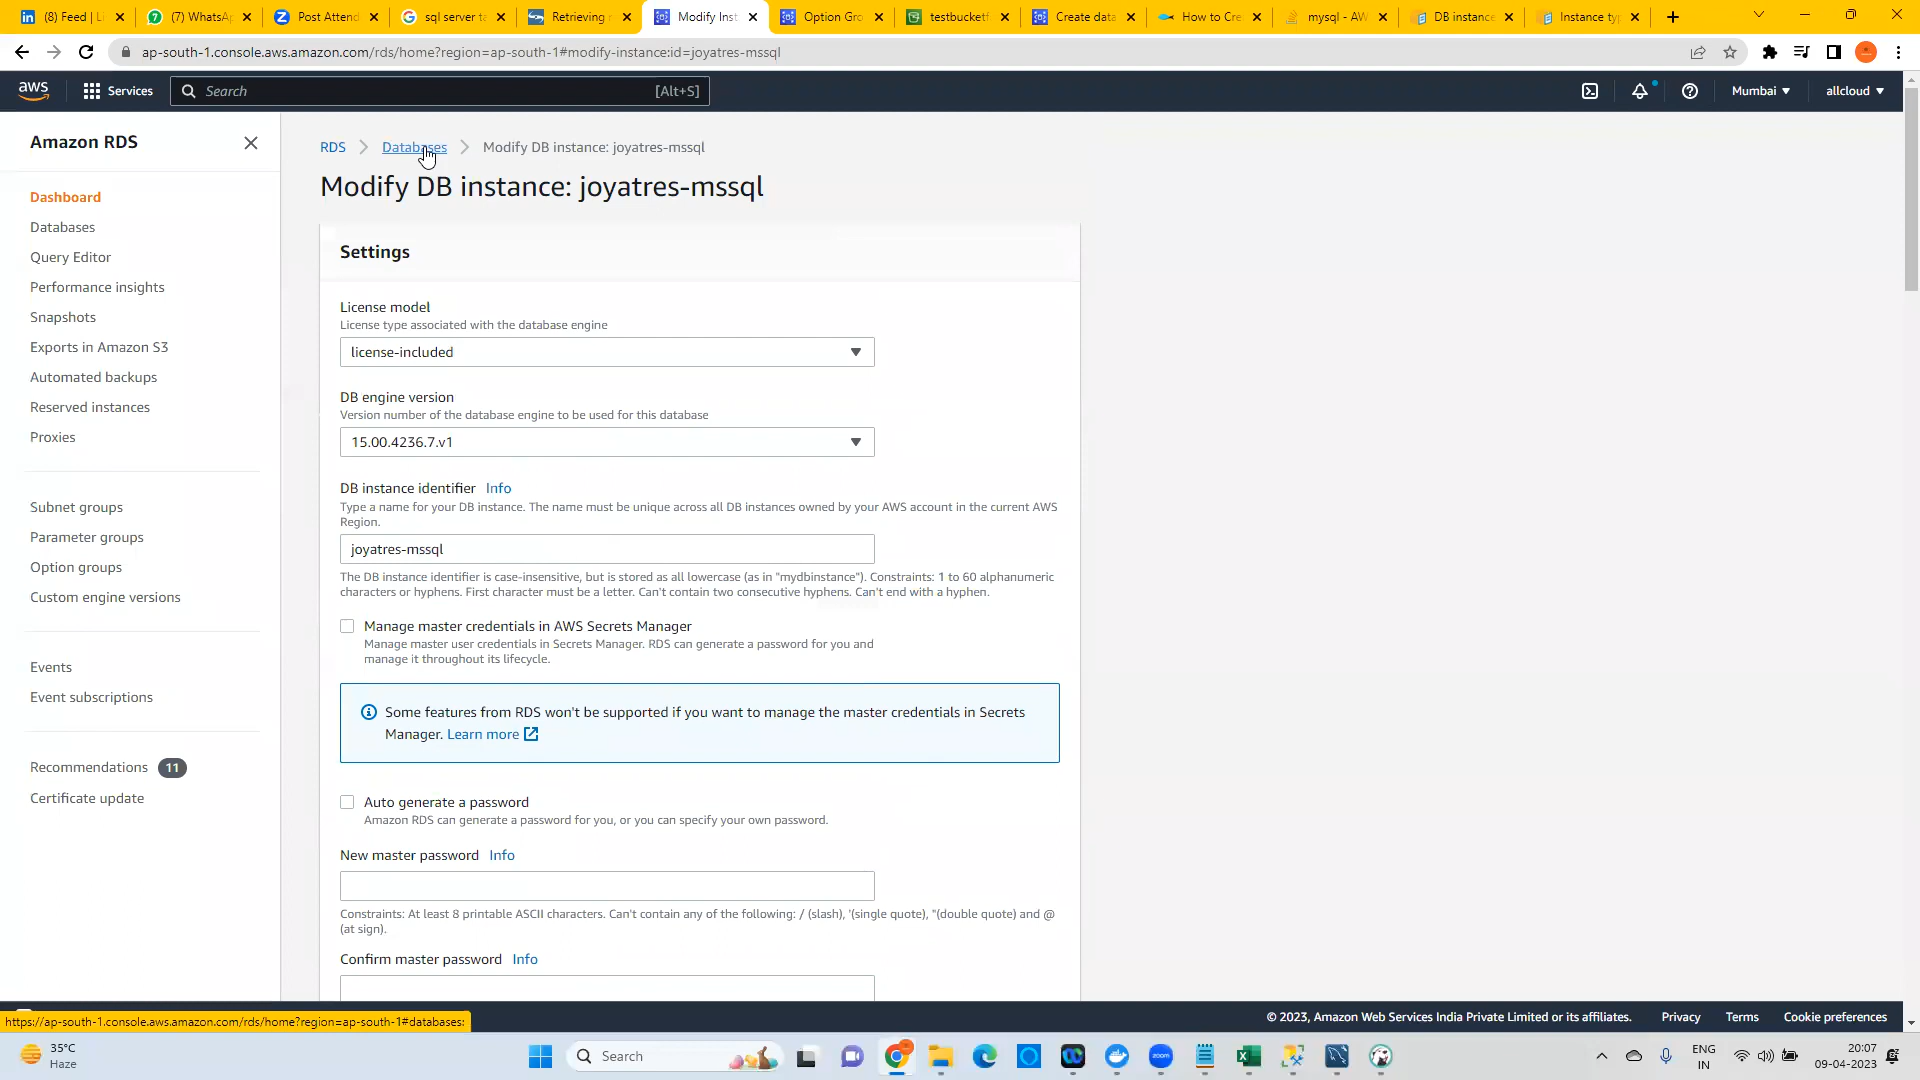 (8) Feed | Li
(7) WhatsAp
Post Attend
sql server ta
Retrieving r
Modify Inst
Option Gro
testbucketf
Create data
How to Cre
mysql - AW
DB instance
Instance typ
ap-south-1.console.aws.amazon.com/rds/home?region=ap-south-1#modify-instance:id=joyatres-mssql
aws
Services
Search
[Alt+S]
Mumbai
allcloud
Amazon RDS
Dashboard
Databases
Query Editor
Performance insights
Snapshots
Exports in Amazon S3
Automated backups
Reserved instances
Proxies
Subnet groups
Parameter groups
Option groups
Custom engine versions
Events
Event subscriptions
Recommendations 11
Certificate update
RDS > Databases > Modify DB instance: joyatres-mssql
Modify DB instance: joyatres-mssql
Settings
License model
License type associated with the database engine
license-included
DB engine version
Version number of the database engine to be used for this database
15.00.4236.7.v1
DB instance identifier Info
Type a name for your DB instance. The name must be unique across all DB instances owned by your AWS account in the current AWS
Region.
joyatres-mssql
The DB instance identifier is case-insensitive, but is stored as all lowercase (as in "mydbinstance"). Constraints: 1 to 60 alphanumeric
characters or hyphens. First character must be a letter. Can't contain two consecutive hyphens. Can't end with a hyphen.
Manage master credentials in AWS Secrets Manager
Manage master user credentials in Secrets Manager. RDS can generate a password for you and
manage it throughout its lifecycle.
Some features from RDS won't be supported if you want to manage the master credentials in Secrets
Manager. Learn more
Auto generate a password
Amazon RDS can generate a password for you, or you can specify your own password.
New master password Info
Constraints: At least 8 printable ASCII characters. Can't contain any of the following: / (slash), '(single quote), "(double quote) and @
(at sign).
Confirm master password Info
https://ap-south-1.console.aws.amazon.com/rds/home?region=ap-south-1#databases:
© 2023, Amazon Web Services India Private Limited or its affiliates.
Privacy
Terms
Cookie preferences
35°C
Haze
Search
zoom
ENG
IN
20:07
09-04-2023